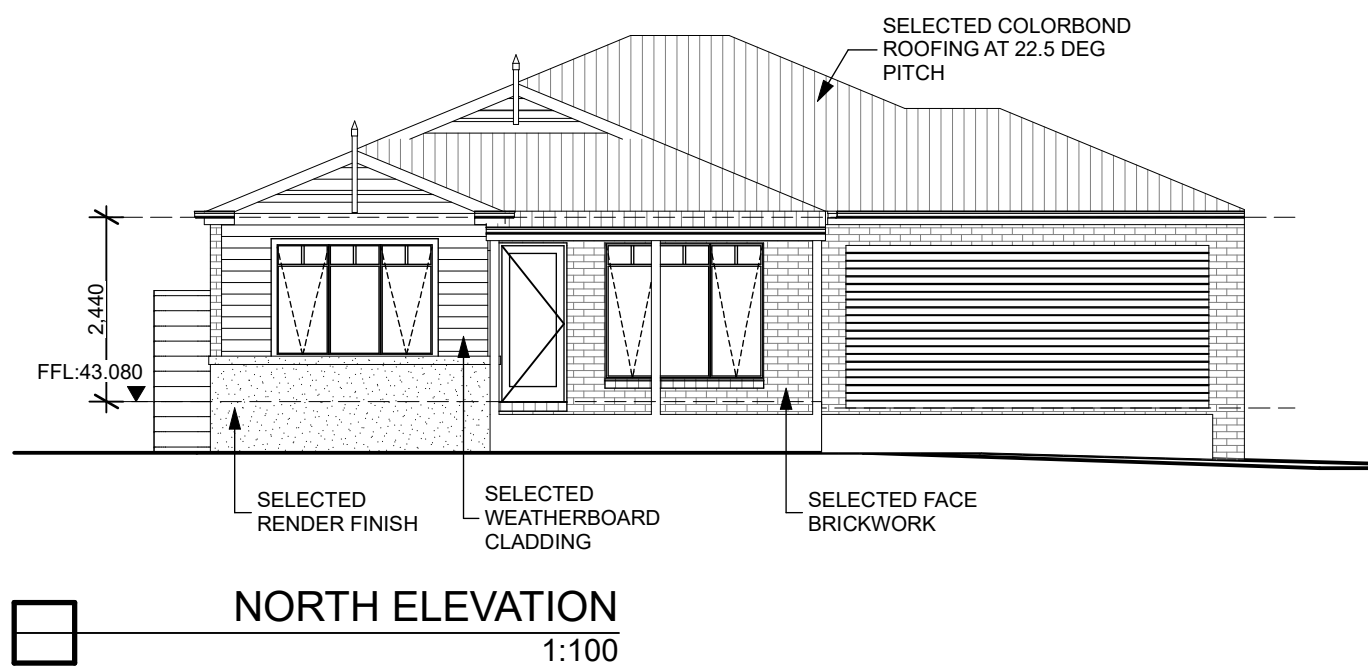 SELECTED COLORBOND
ROOFING AT 22.5 DEG
PITCH
2,440
FFL:43.080
SELECTED
RENDER FINISH
SELECTED
WEATHERBOARD
CLADDING
SELECTED FACE
BRICKWORK
NORTH ELEVATION
1:100